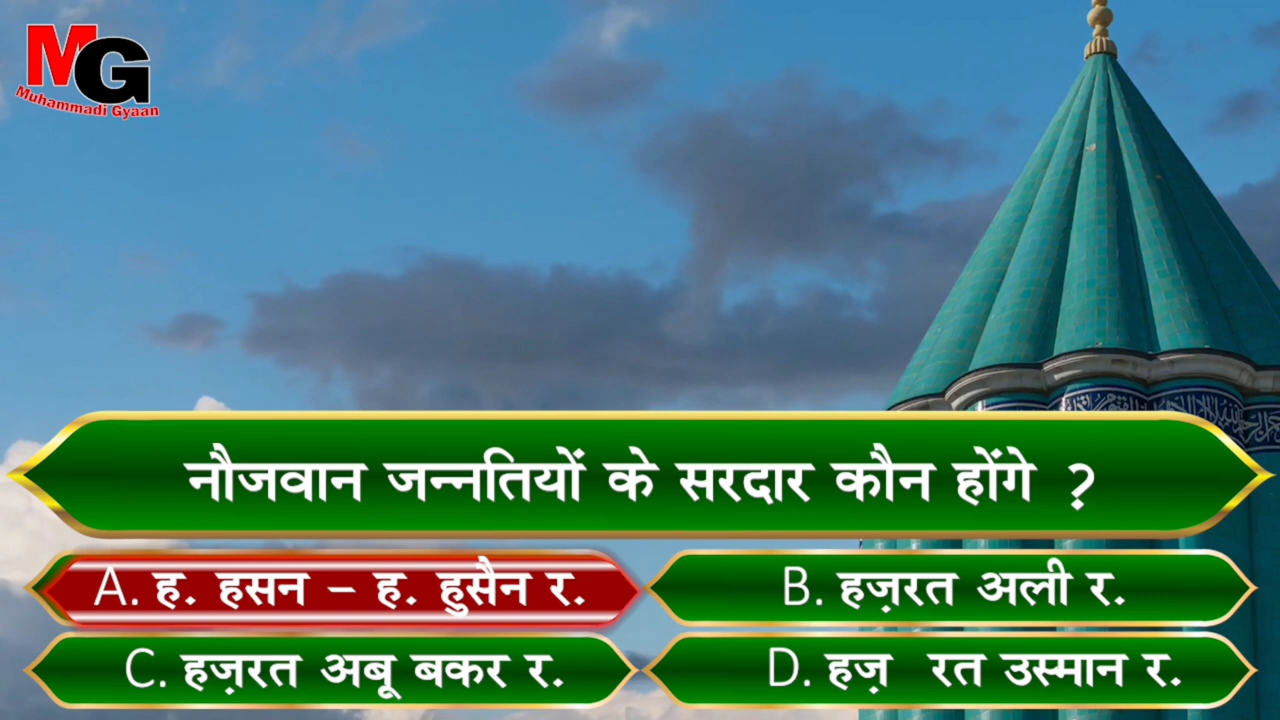 MG
Muhammadi Gyaan
नौजवान जन्नतियों के सरदार कौन होंगे ?
A. ह. हसन – ह. हुसैन र.
B. हज़रत अली र.
C. हज़रत अबू बकर र.
D. हज़ रत उस्मान र.